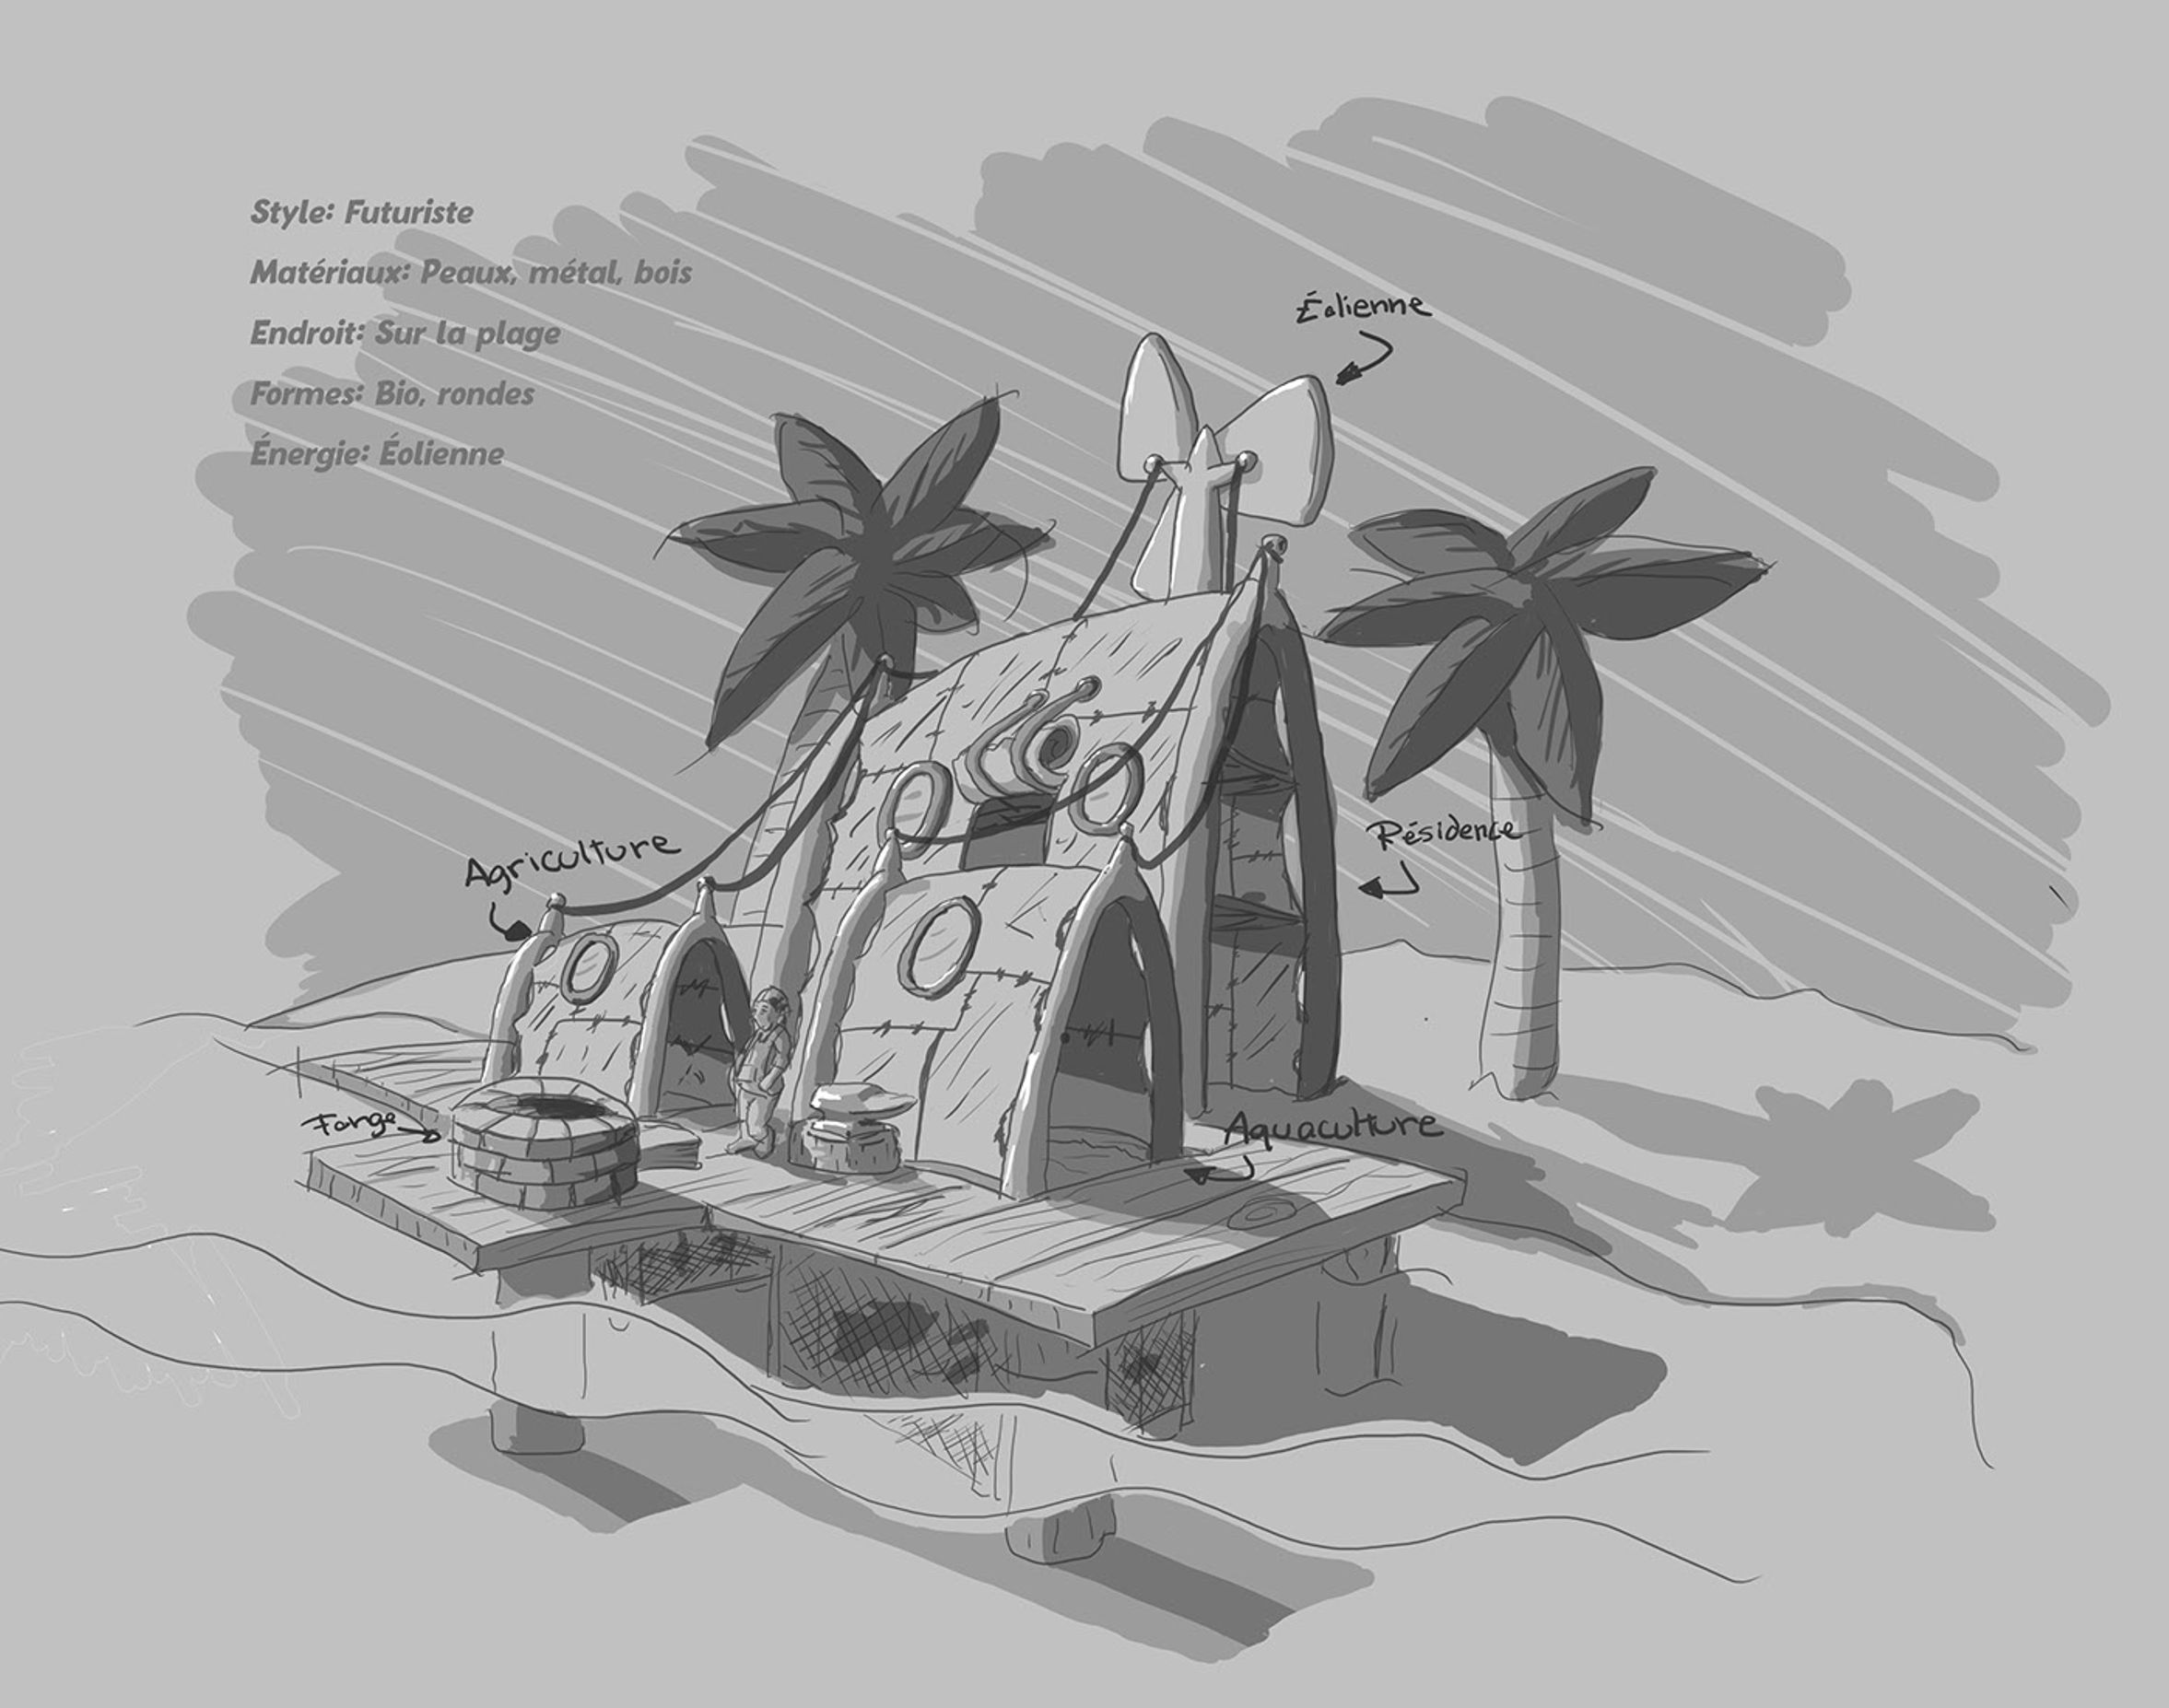 Style: Futuriste
Matériaux: Peaux, métal, bois
Endroit: Sur la plage
Formes: Bio, rondes
Énergie: Éolienne
Éolienne
Résidence
Agriculture
Forge
Aquaculture